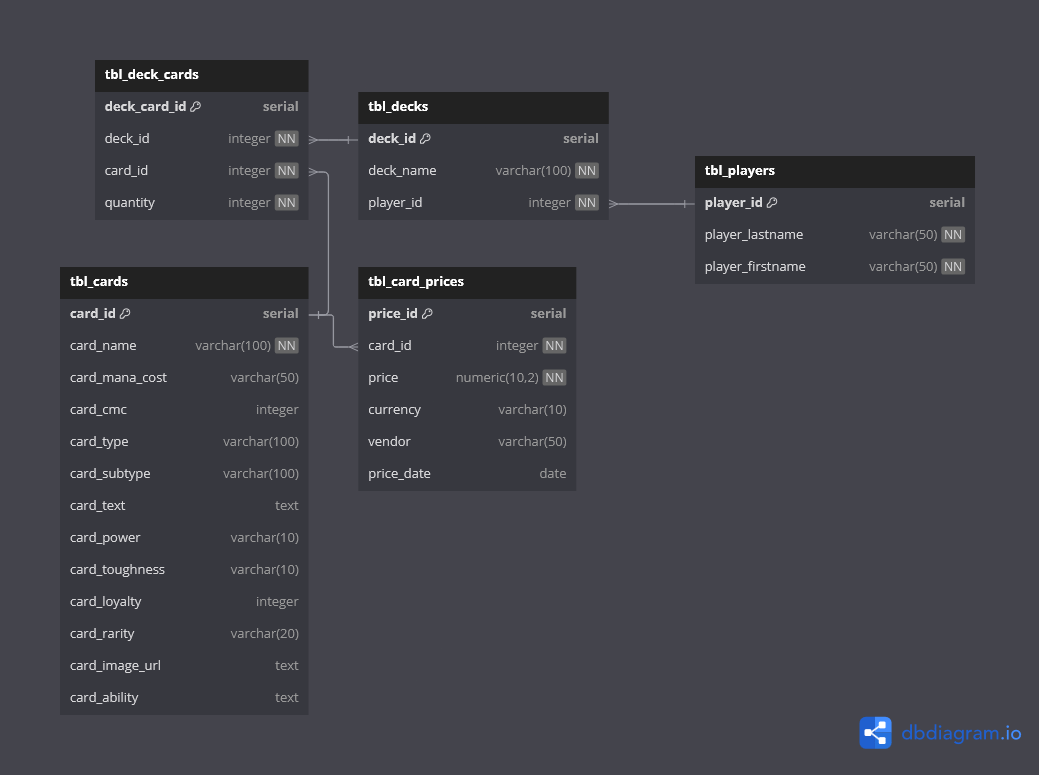 tbl_deck_cards
deck_card_id serial
deck_id integer NN
card_id integer NN
quantity integer NN
tbl_decks
deck_id serial
deck_name varchar(100) NN
player_id integer NN
tbl_players
player_id serial
player_lastname varchar(50) NN
player_firstname varchar(50) NN
tbl_cards
card_id serial
card_name varchar(100) NN
card_mana_cost varchar(50)
card_cmc integer
card_type varchar(100)
card_subtype varchar(100)
card_text text
card_power varchar(10)
card_toughness varchar(10)
card_loyalty integer
card_rarity varchar(20)
card_image_url text
card_ability text
tbl_card_prices
price_id serial
card_id integer NN
price numeric(10,2) NN
currency varchar(10)
vendor varchar(50)
price_date date
dbdiagram.io